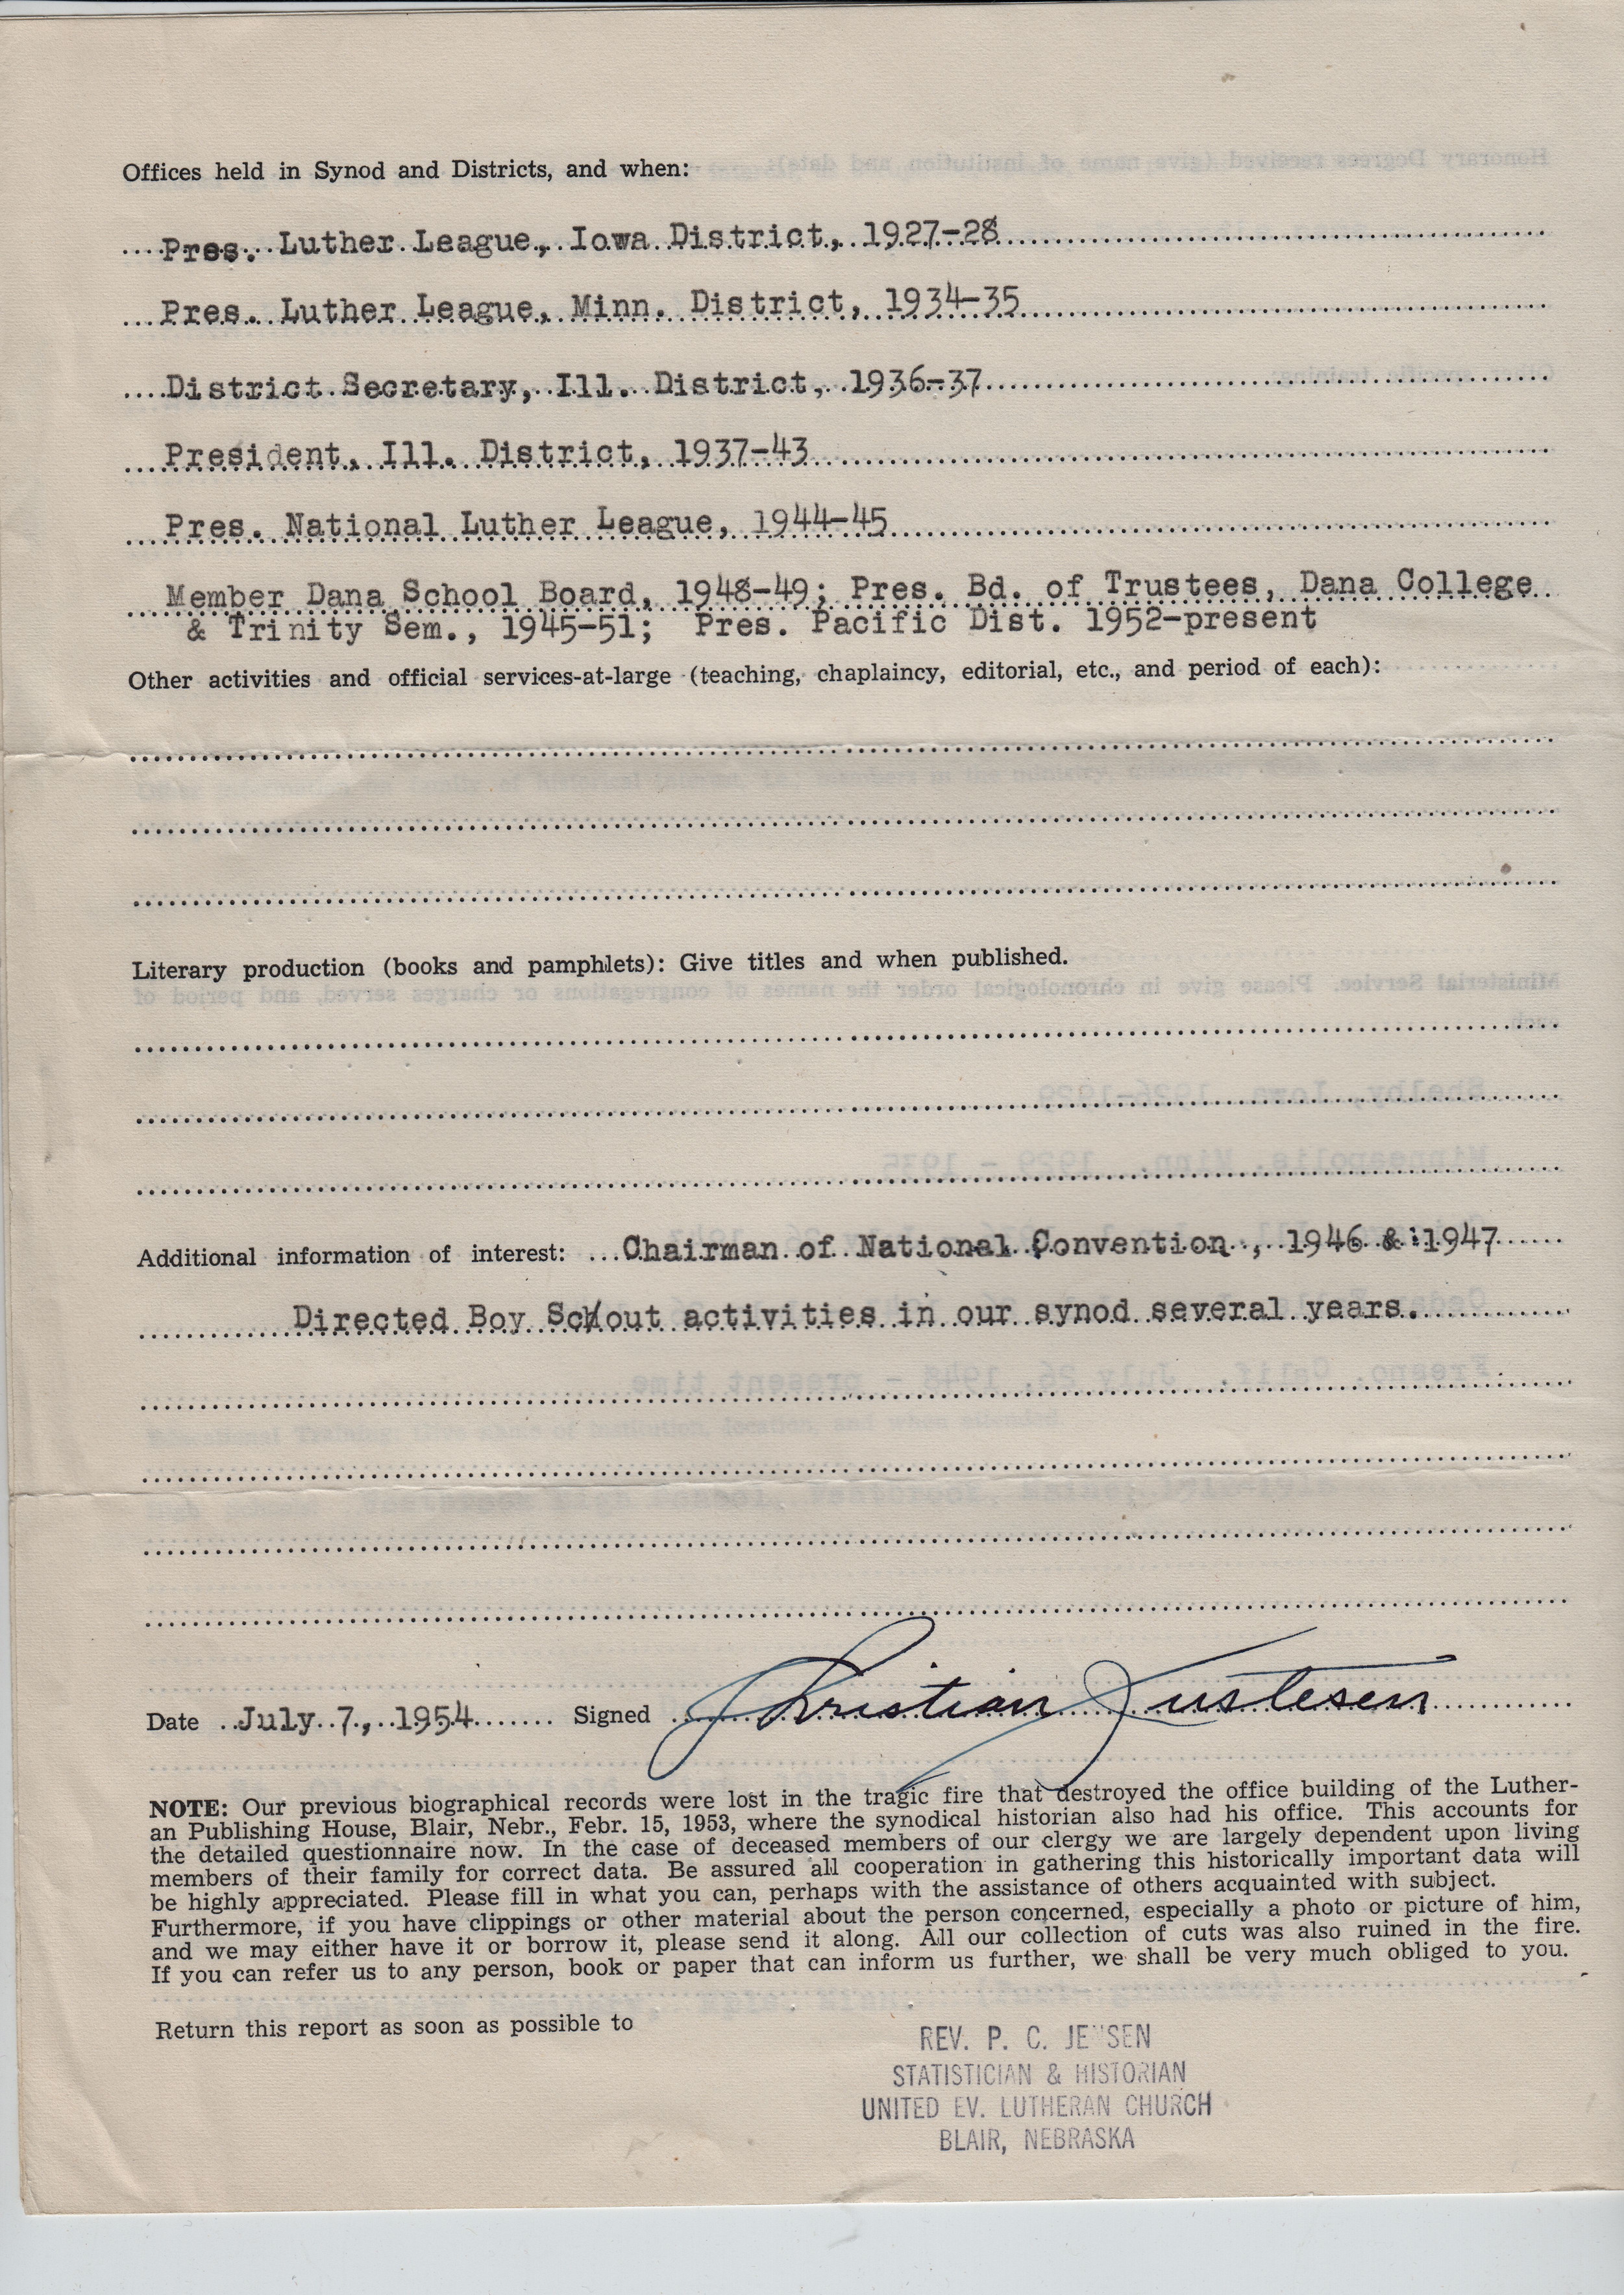 Offices held in Synod and Districts, and when:
Pres. Luther League, Iowa District, 1927-28
Pres. Luther League, Minn. District, 1934-35
District Secretary, Ill. District, 1936-37
President, Ill. District, 1937-43
Pres. National Luther League, 1944-45
Member Dana School Board, 1948-49; Pres. Bd. of Trustees, Dana College
& Trinity Sem., 1945-51; Pres. Pacific Dist. 1952-present
Other activities and official services-at-large (teaching, chaplaincy, editorial, etc., and period of each):
Literary production (books and pamphlets): Give titles and when published.
Additional information of interest: Chairman of National Convention, 1946 & 1947
Directed Boy Scout activities in our synod several years.
Date July 7, 1954 Signed Christian Justesen
NOTE: Our previous biographical records were lost in the tragic fire that destroyed the office building of the Luther-
an Publishing House, Blair, Nebr., Febr. 15, 1953, where the synodical historian also had his office. This accounts for
the detailed questionnaire now. In the case of deceased members of our clergy we are largely dependent upon living
members of their family for correct data. Be assured all cooperation in gathering this historically important data will
be highly appreciated. Please fill in what you can, perhaps with the assistance of others acquainted with subject.
Furthermore, if you have clippings or other material about the person concerned, especially a photo or picture of him,
and we may either have it or borrow it, please send it along. All our collection of cuts was also ruined in the fire.
If you can refer us to any person, book or paper that can inform us further, we shall be very much obliged to you.
Return this report as soon as possible to
REV. P. C. JENSEN
STATISTICIAN & HISTORIAN
UNITED EV. LUTHERAN CHURCH
BLAIR, NEBRASKA